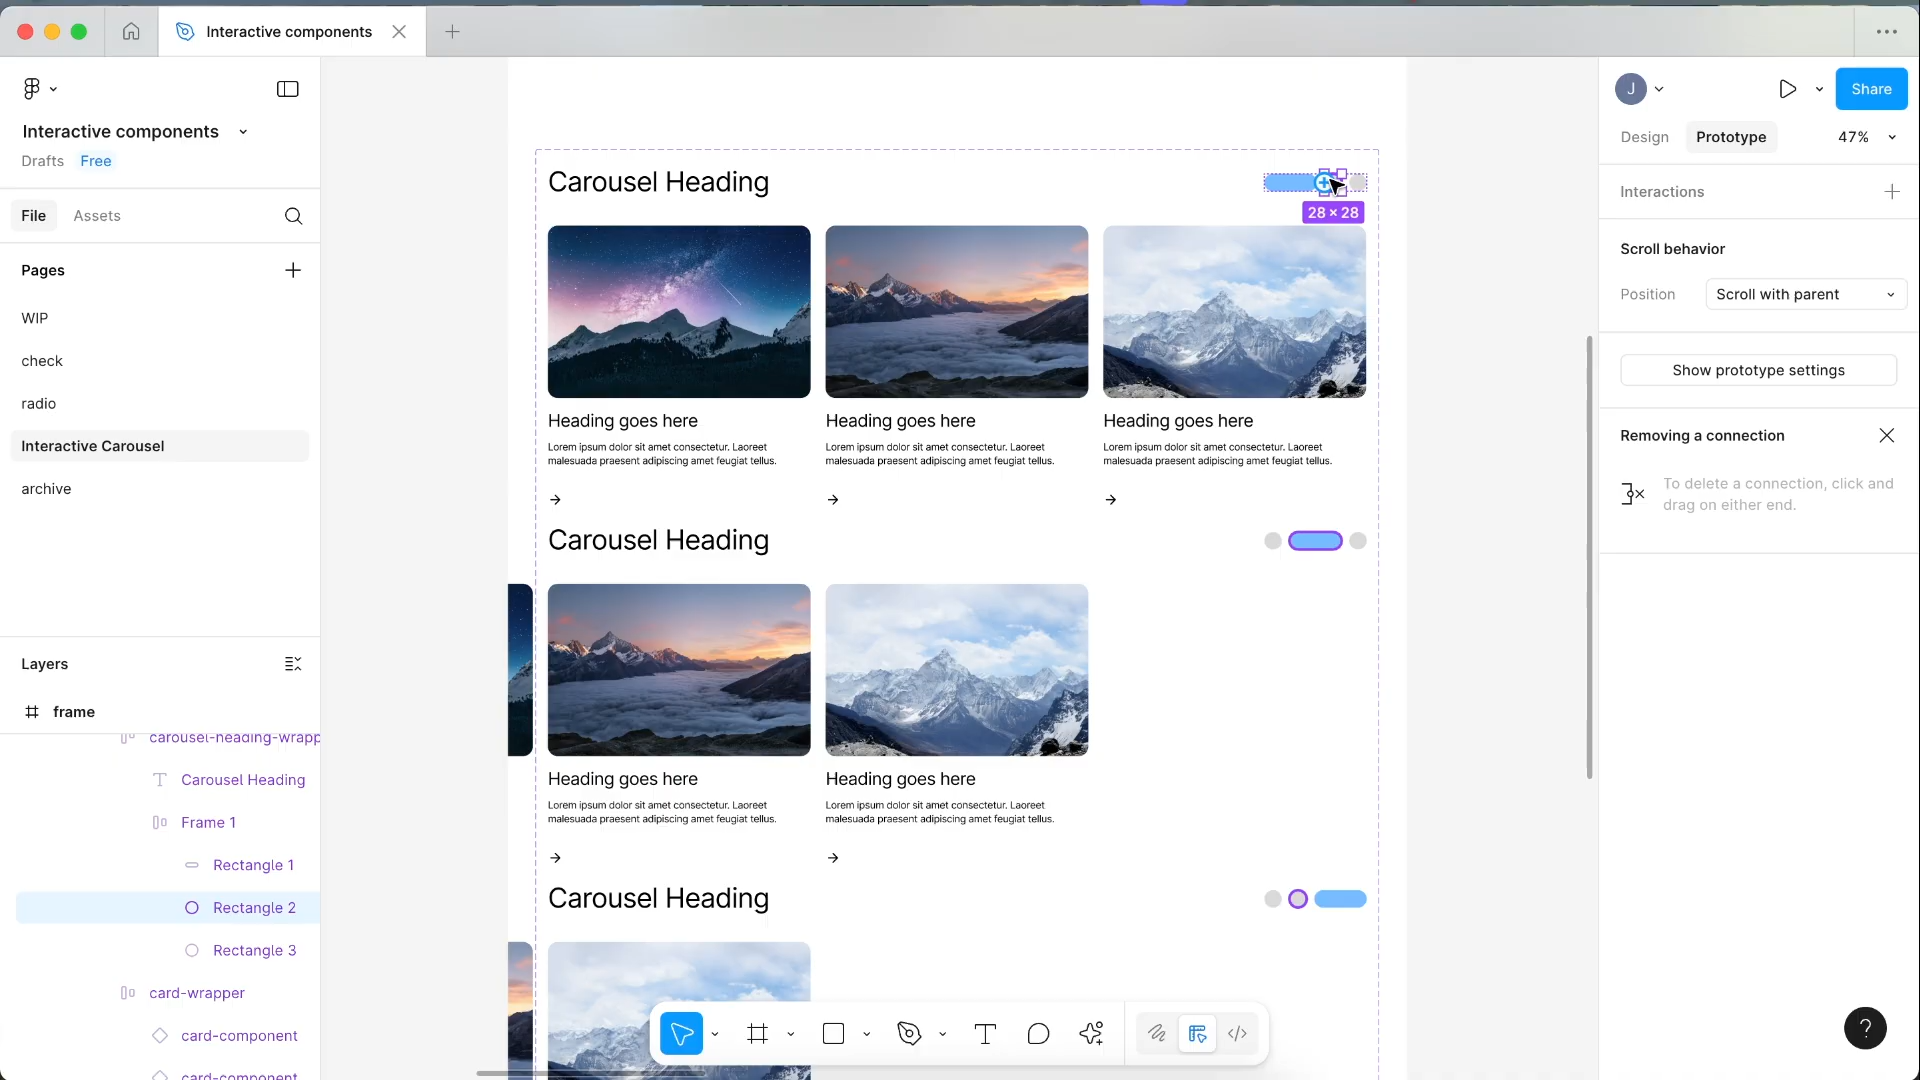 Interactive components
Interactive components
Drafts
Free
File
Assets
Pages
WIP
check
radio
Interactive Carousel
archive
Layers
frame
carousel-heading-wrapp
Carousel Heading
Frame 1
Rectangle 1
Rectangle 2
Rectangle 3
card-wrapper
card-component
card-component
Carousel Heading
28 × 28
Heading goes here
Lorem ipsum dolor sit amet consectetur. Laoreet
malesuada praesent adipiscing amet feugiat tellus.
Heading goes here
Lorem ipsum dolor sit amet consectetur. Laoreet
malesuada praesent adipiscing amet feugiat tellus.
Heading goes here
Lorem ipsum dolor sit amet consectetur. Laoreet
malesuada praesent adipiscing amet feugiat tellus.
Carousel Heading
Heading goes here
Lorem ipsum dolor sit amet consectetur. Laoreet
malesuada praesent adipiscing amet feugiat tellus.
Heading goes here
Lorem ipsum dolor sit amet consectetur. Laoreet
malesuada praesent adipiscing amet feugiat tellus.
Carousel Heading
J
Share
Design
Prototype
47%
Interactions
Scroll behavior
Position
Scroll with parent
Show prototype settings
Removing a connection
To delete a connection, click and
drag on either end.
?